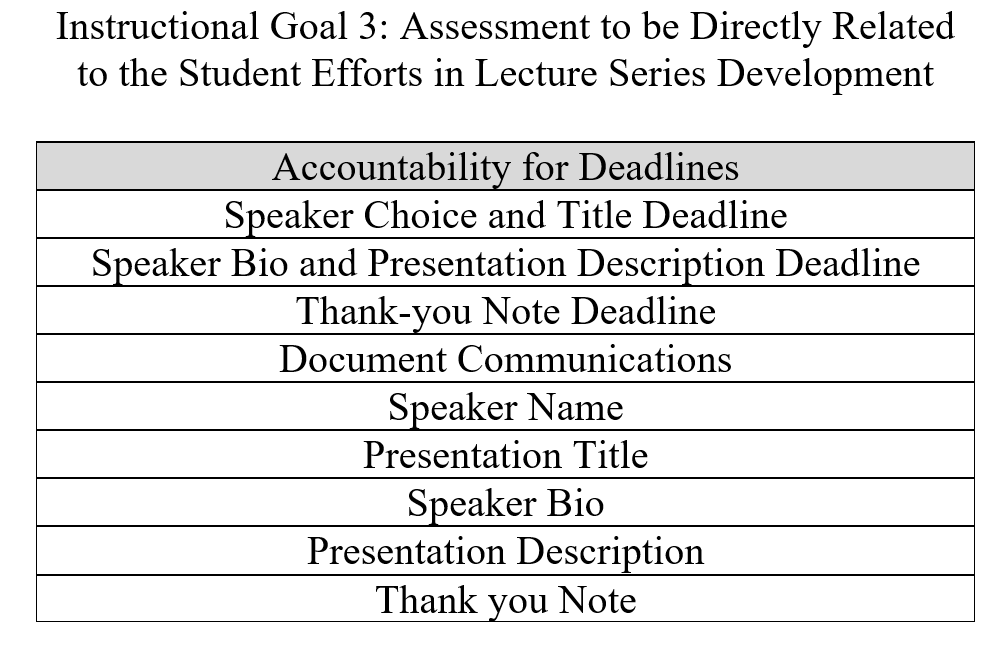 Instructional Goal 3: Assessment to be Directly Related
to the Student Efforts in Lecture Series Development
Accountability for Deadlines
Speaker Choice and Title Deadline
Speaker Bio and Presentation Description Deadline
Thank-you Note Deadline
Document Communications
Speaker Name
Presentation Title
Speaker Bio
Presentation Description
Thank you Note